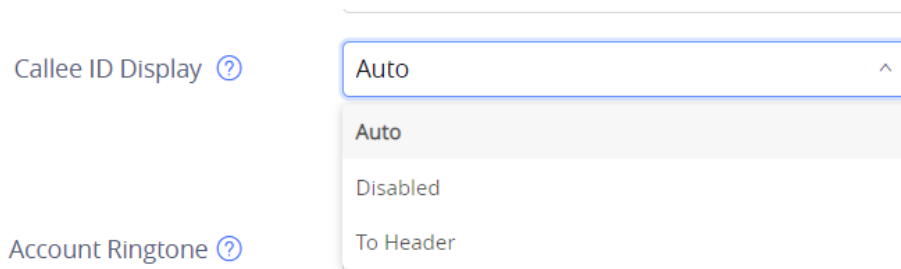 Callee ID Display ?
Auto
Auto
Disabled
To Header
Account Ringtone ?